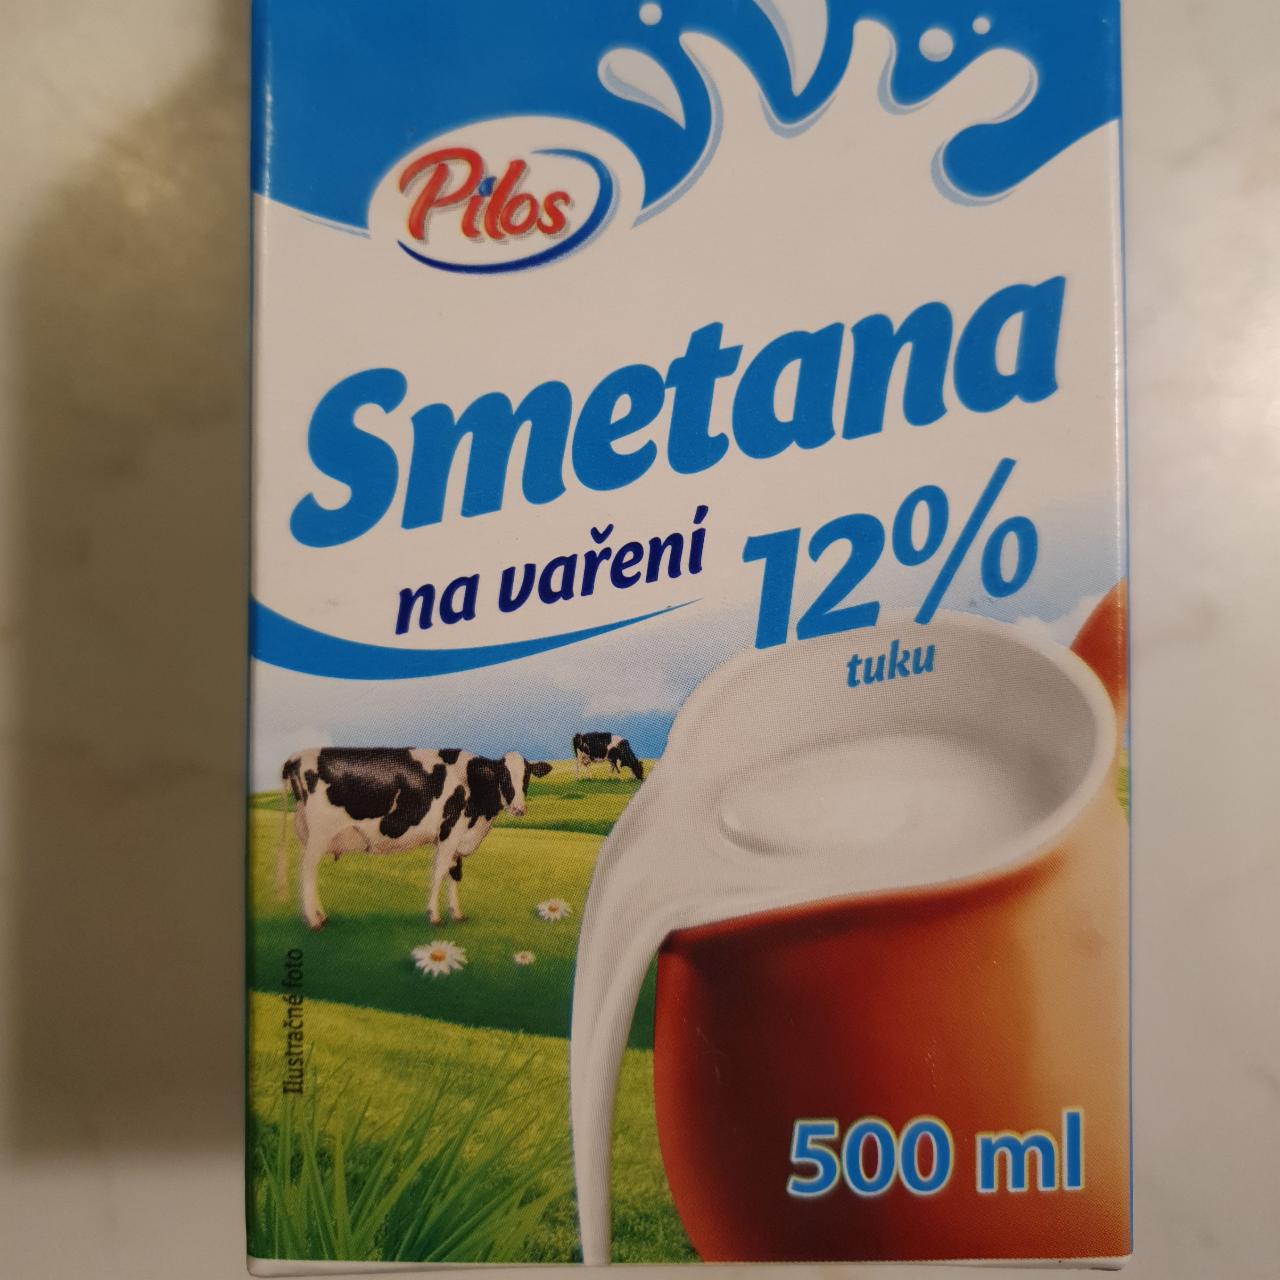 Pilos
Smetana
na vaření
12%
tuku
Ilustračné foto
500 ml